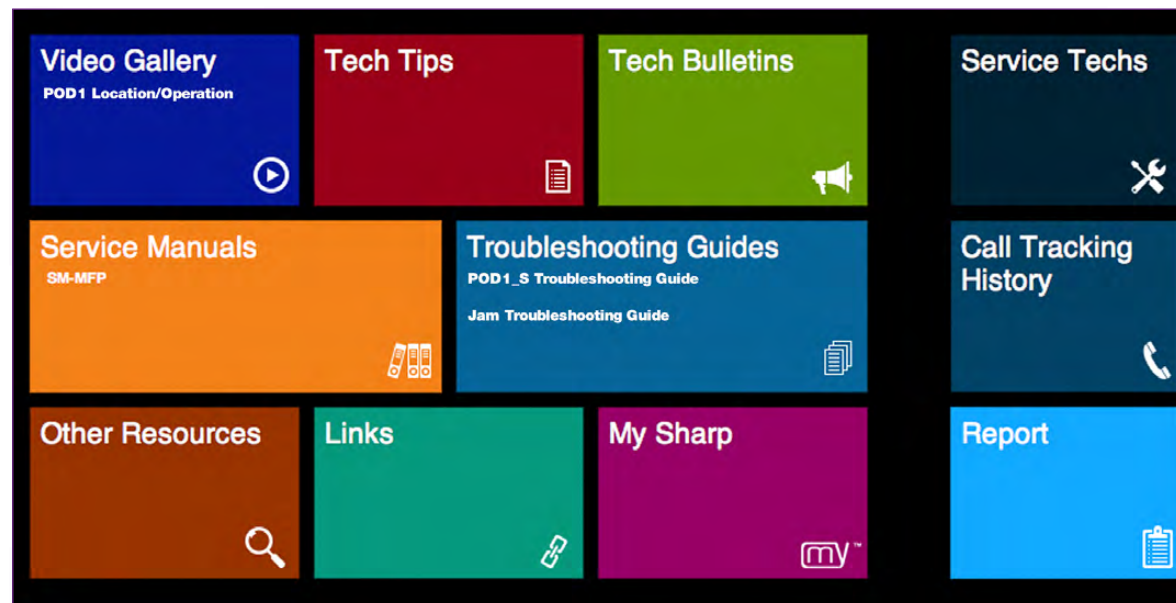 Video Gallery
POD1 Location/Operation
Tech Tips
Tech Bulletins
Service Techs
Service Manuals
SM-MFP
Troubleshooting Guides
POD1_S Troubleshooting Guide
Jam Troubleshooting Guide
Call Tracking
History
Other Resources
Links
My Sharp
my™
Report